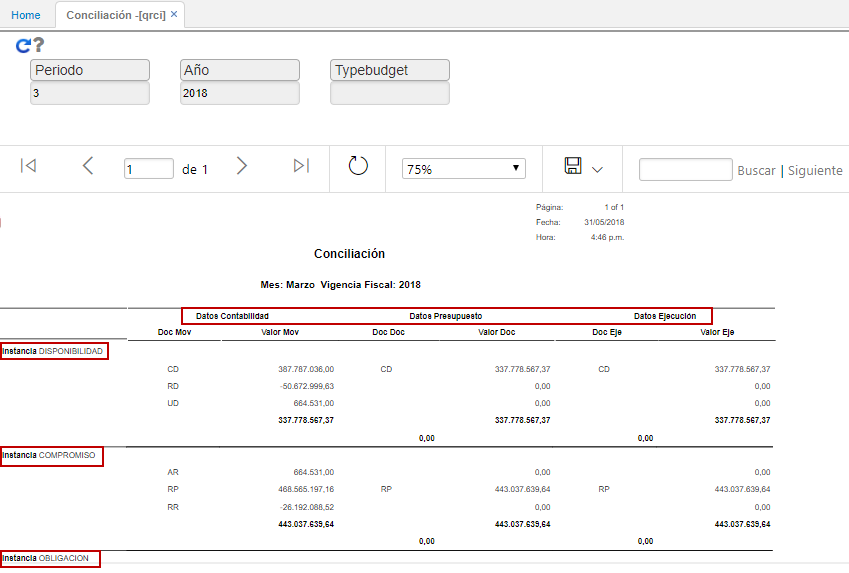 Home Conciliación -[qrci] ×
?
Periodo Año Typebudget
3 2018
1 de 1 75% Buscar | Siguiente
Página: 1 of 1
Fecha: 31/05/2018
Hora: 4:46 p.m.
Conciliación
Mes: Marzo Vigencia Fiscal: 2018
Datos Contabilidad Datos Presupuesto Datos Ejecución
Doc Mov Valor Mov Doc Doc Valor Doc Doc Eje Valor Eje
Instancia DISPONIBILIDAD
CD 387.787.036,00 CD 337.778.567,37 CD 337.778.567,37
RD -50.672.999,63 0,00 0,00
UD 664.531,00 0,00 0,00
337.778.567,37 337.778.567,37 337.778.567,37
0,00 0,00
Instancia COMPROMISO
AR 664.531,00 0,00 0,00
RP 468.565.197,16 RP 443.037.639,64 RP 443.037.639,64
RR -26.192.088,52 0,00 0,00
443.037.639,64 443.037.639,64 443.037.639,64
0,00 0,00
Instancia OBLIGACION